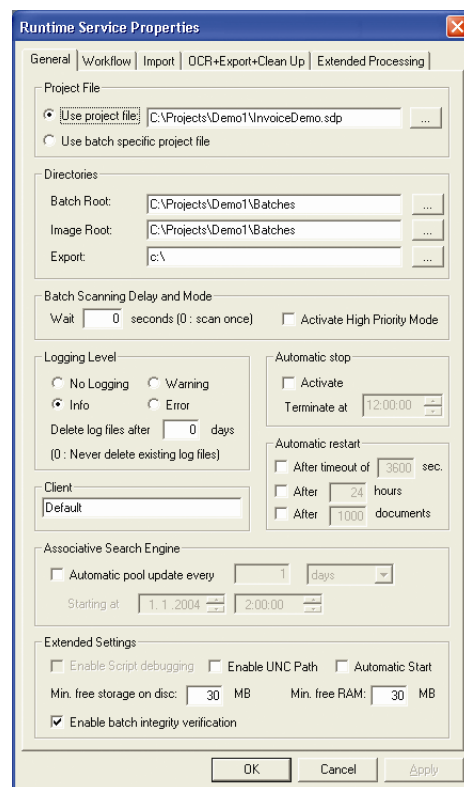 Runtime Service Properties
General Workflow Import OCR+Export+Clean Up Extended Processing
Project File
Use project file: C:\Projects\Demo1\InvoiceDemo.sdp ...
Use batch specific project file
Directories
Batch Root: C:\Projects\Demo1\Batches ...
Image Root: C:\Projects\Demo1\Batches ...
Export: c:\ ...
Batch Scanning Delay and Mode
Wait 0 seconds (0 : scan once) Activate High Priority Mode
Logging Level
No Logging Warning
Info Error
Delete log files after 0 days
(0 : Never delete existing log files)
Automatic stop
Activate
Terminate at 12:00:00
Automatic restart
After timeout of 3600 sec.
After 24 hours
After 1000 documents
Client
Default
Associative Search Engine
Automatic pool update every 1 days
Starting at 1. 1 .2004 2:00:00
Extended Settings
Enable Script debugging Enable UNC Path Automatic Start
Min. free storage on disc: 30 MB Min. free RAM: 30 MB
Enable batch integrity verification
OK Cancel Apply